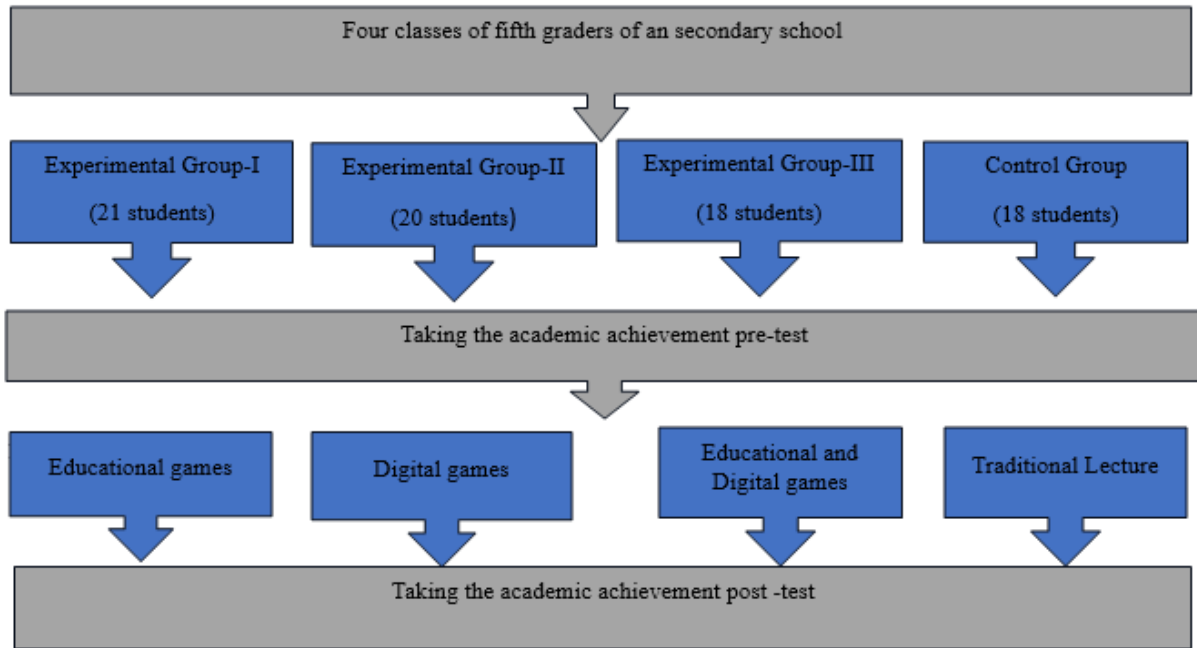 Four classes of fifth graders of an secondary school
Experimental Group-I
(21 students)
Experimental Group-II
(20 students)
Experimental Group-III
(18 students)
Control Group
(18 students)
Taking the academic achievement pre-test
Educational games
Digital games
Educational and
Digital games
Traditional Lecture
Taking the academic achievement post -test